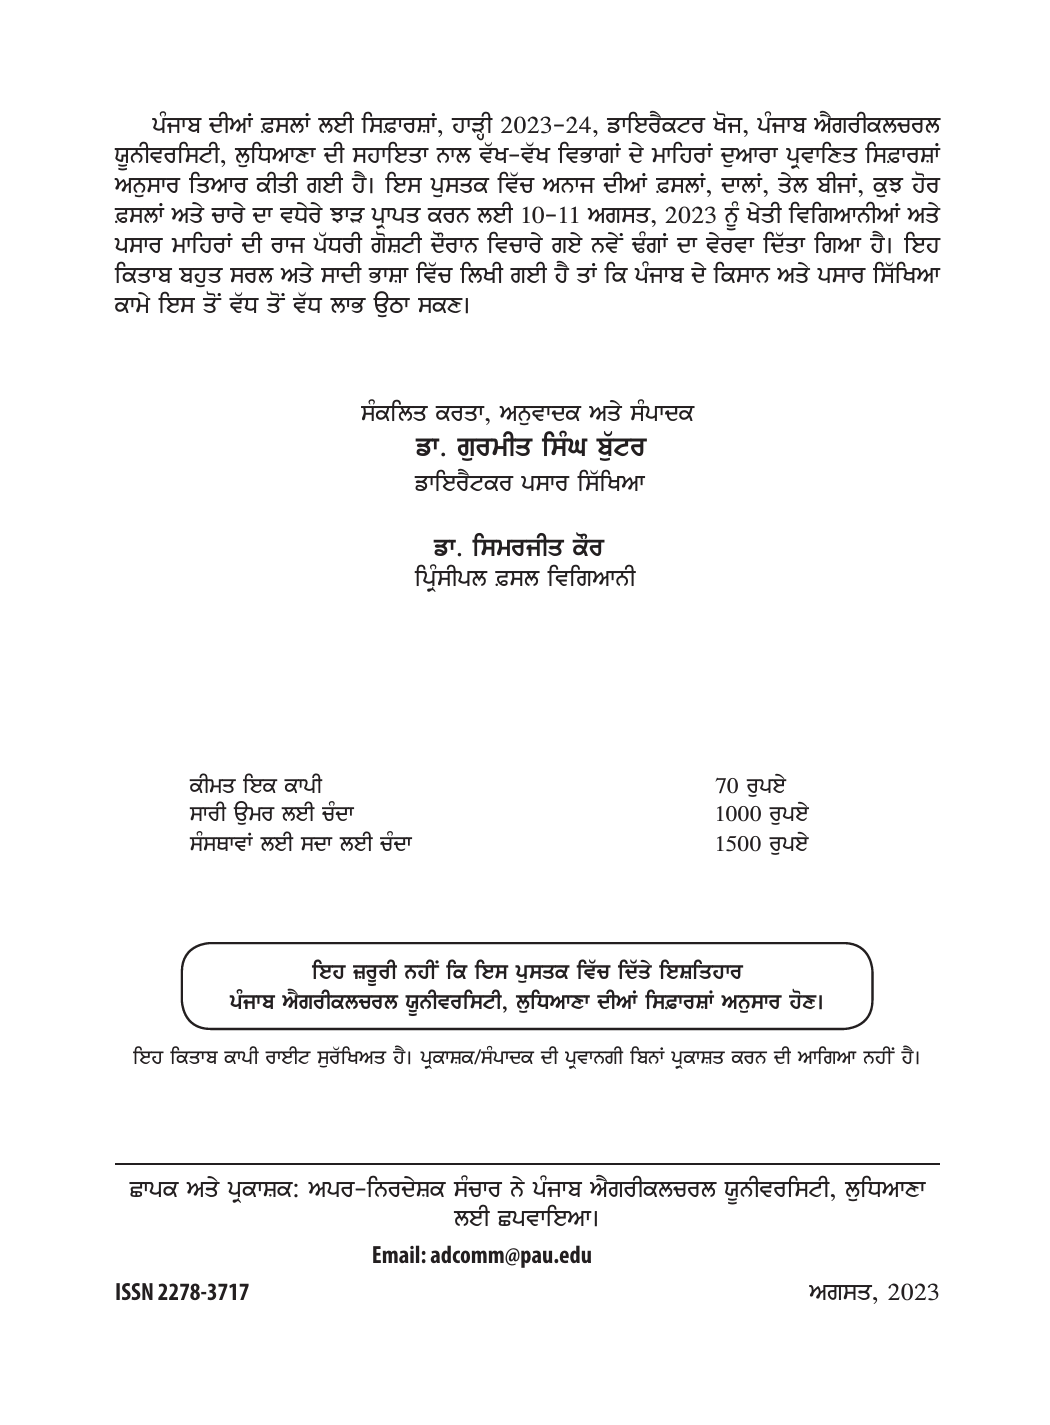 ਪੰਜਾਬ ਦੀਆਂ ਫ਼ਸਲਾਂ ਲਈ ਸਿਫ਼ਾਰਸ਼ਾਂ, ਹਾੜ੍ਹੀ 2023-24, ਡਾਇਰੈਕਟਰ ਖੋਜ, ਪੰਜਾਬ ਐਗਰੀਕਲਚਰਲ
ਯੂਨੀਵਰਸਿਟੀ, ਲੁਧਿਆਣਾ ਦੀ ਸਹਾਇਤਾ ਨਾਲ ਵੱਖ-ਵੱਖ ਵਿਭਾਗਾਂ ਦੇ ਮਾਹਿਰਾਂ ਦੁਆਰਾ ਪ੍ਰਵਾਣਿਤ ਸਿਫ਼ਾਰਸ਼ਾਂ
ਅਨੁਸਾਰ ਤਿਆਰ ਕੀਤੀ ਗਈ ਹੈ। ਇਸ ਪੁਸਤਕ ਵਿੱਚ ਅਨਾਜ ਦੀਆਂ ਫ਼ਸਲਾਂ, ਦਾਲਾਂ, ਤੇਲ ਬੀਜਾਂ, ਕੁਝ ਹੋਰ
ਫ਼ਸਲਾਂ ਅਤੇ ਚਾਰੇ ਦਾ ਵਧੇਰੇ ਝਾੜ ਪ੍ਰਾਪਤ ਕਰਨ ਲਈ 10-11 ਅਗਸਤ, 2023 ਨੂੰ ਖੇਤੀ ਵਿਗਿਆਨੀਆਂ ਅਤੇ
ਪਸਾਰ ਮਾਹਿਰਾਂ ਦੀ ਰਾਜ ਪੱਧਰੀ ਗੋਸ਼ਟੀ ਦੌਰਾਨ ਵਿਚਾਰੇ ਗਏ ਨਵੇਂ ਢੰਗਾਂ ਦਾ ਵੇਰਵਾ ਦਿੱਤਾ ਗਿਆ ਹੈ। ਇਹ
ਕਿਤਾਬ ਬਹੁਤ ਸਰਲ ਅਤੇ ਸਾਦੀ ਭਾਸ਼ਾ ਵਿੱਚ ਲਿਖੀ ਗਈ ਹੈ ਤਾਂ ਕਿ ਪੰਜਾਬ ਦੇ ਕਿਸਾਨ ਅਤੇ ਪਸਾਰ ਸਿੱਖਿਆ
ਕਾਮੇ ਇਸ ਤੋਂ ਵੱਧ ਤੋਂ ਵੱਧ ਲਾਭ ਉਠਾ ਸਕਣ।
ਸੰਕਲਿਤ ਕਰਤਾ, ਅਨੁਵਾਦਕ ਅਤੇ ਸੰਪਾਦਕ
ਡਾ. ਗੁਰਮੀਤ ਸਿੰਘ ਬੁੱਟਰ
ਡਾਇਰੈਟਕਰ ਪਸਾਰ ਸਿੱਖਿਆ
ਡਾ. ਸਿਮਰਜੀਤ ਕੌਰ
ਪ੍ਰਿੰਸੀਪਲ ਫ਼ਸਲ ਵਿਗਿਆਨੀ
ਕੀਮਤ ਇਕ ਕਾਪੀ 70 ਰੁਪਏ
ਸਾਰੀ ਉਮਰ ਲਈ ਚੰਦਾ 1000 ਰੁਪਏ
ਸੰਸਥਾਵਾਂ ਲਈ ਸਦਾ ਲਈ ਚੰਦਾ 1500 ਰੁਪਏ
ਇਹ ਜ਼ਰੂਰੀ ਨਹੀਂ ਕਿ ਇਸ ਪੁਸਤਕ ਵਿੱਚ ਦਿੱਤੇ ਇਸ਼ਤਿਹਾਰ
ਪੰਜਾਬ ਐਗਰੀਕਲਚਰਲ ਯੂਨੀਵਰਸਿਟੀ, ਲੁਧਿਆਣਾ ਦੀਆਂ ਸਿਫ਼ਾਰਸ਼ਾਂ ਅਨੁਸਾਰ ਹੋਣ।
ਇਹ ਕਿਤਾਬ ਕਾਪੀ ਰਾਈਟ ਸੁਰੱਖਿਅਤ ਹੈ। ਪ੍ਰਕਾਸ਼ਕ/ਸੰਪਾਦਕ ਦੀ ਪ੍ਰਵਾਨਗੀ ਬਿਨਾਂ ਪ੍ਰਕਾਸ਼ਤ ਕਰਨ ਦੀ ਆਗਿਆ ਨਹੀਂ ਹੈ।
ਛਾਪਕ ਅਤੇ ਪ੍ਰਕਾਸ਼ਕ: ਅਪਰ-ਨਿਰਦੇਸ਼ਕ ਸੰਚਾਰ ਨੇ ਪੰਜਾਬ ਐਗਰੀਕਲਚਰਲ ਯੂਨੀਵਰਸਿਟੀ, ਲੁਧਿਆਣਾ
ਲਈ ਛਪਵਾਇਆ।
Email: adcomm@pau.edu
ISSN 2278-3717 ਅਗਸਤ, 2023